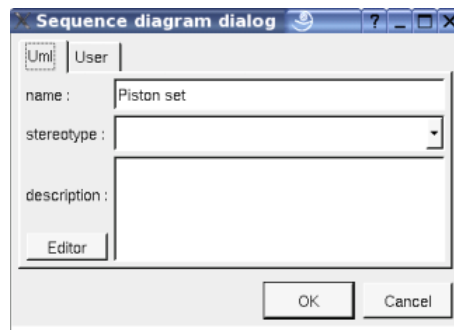 Sequence diagram dialog
Uml User
name : Piston set
stereotype :
description :
Editor
OK Cancel